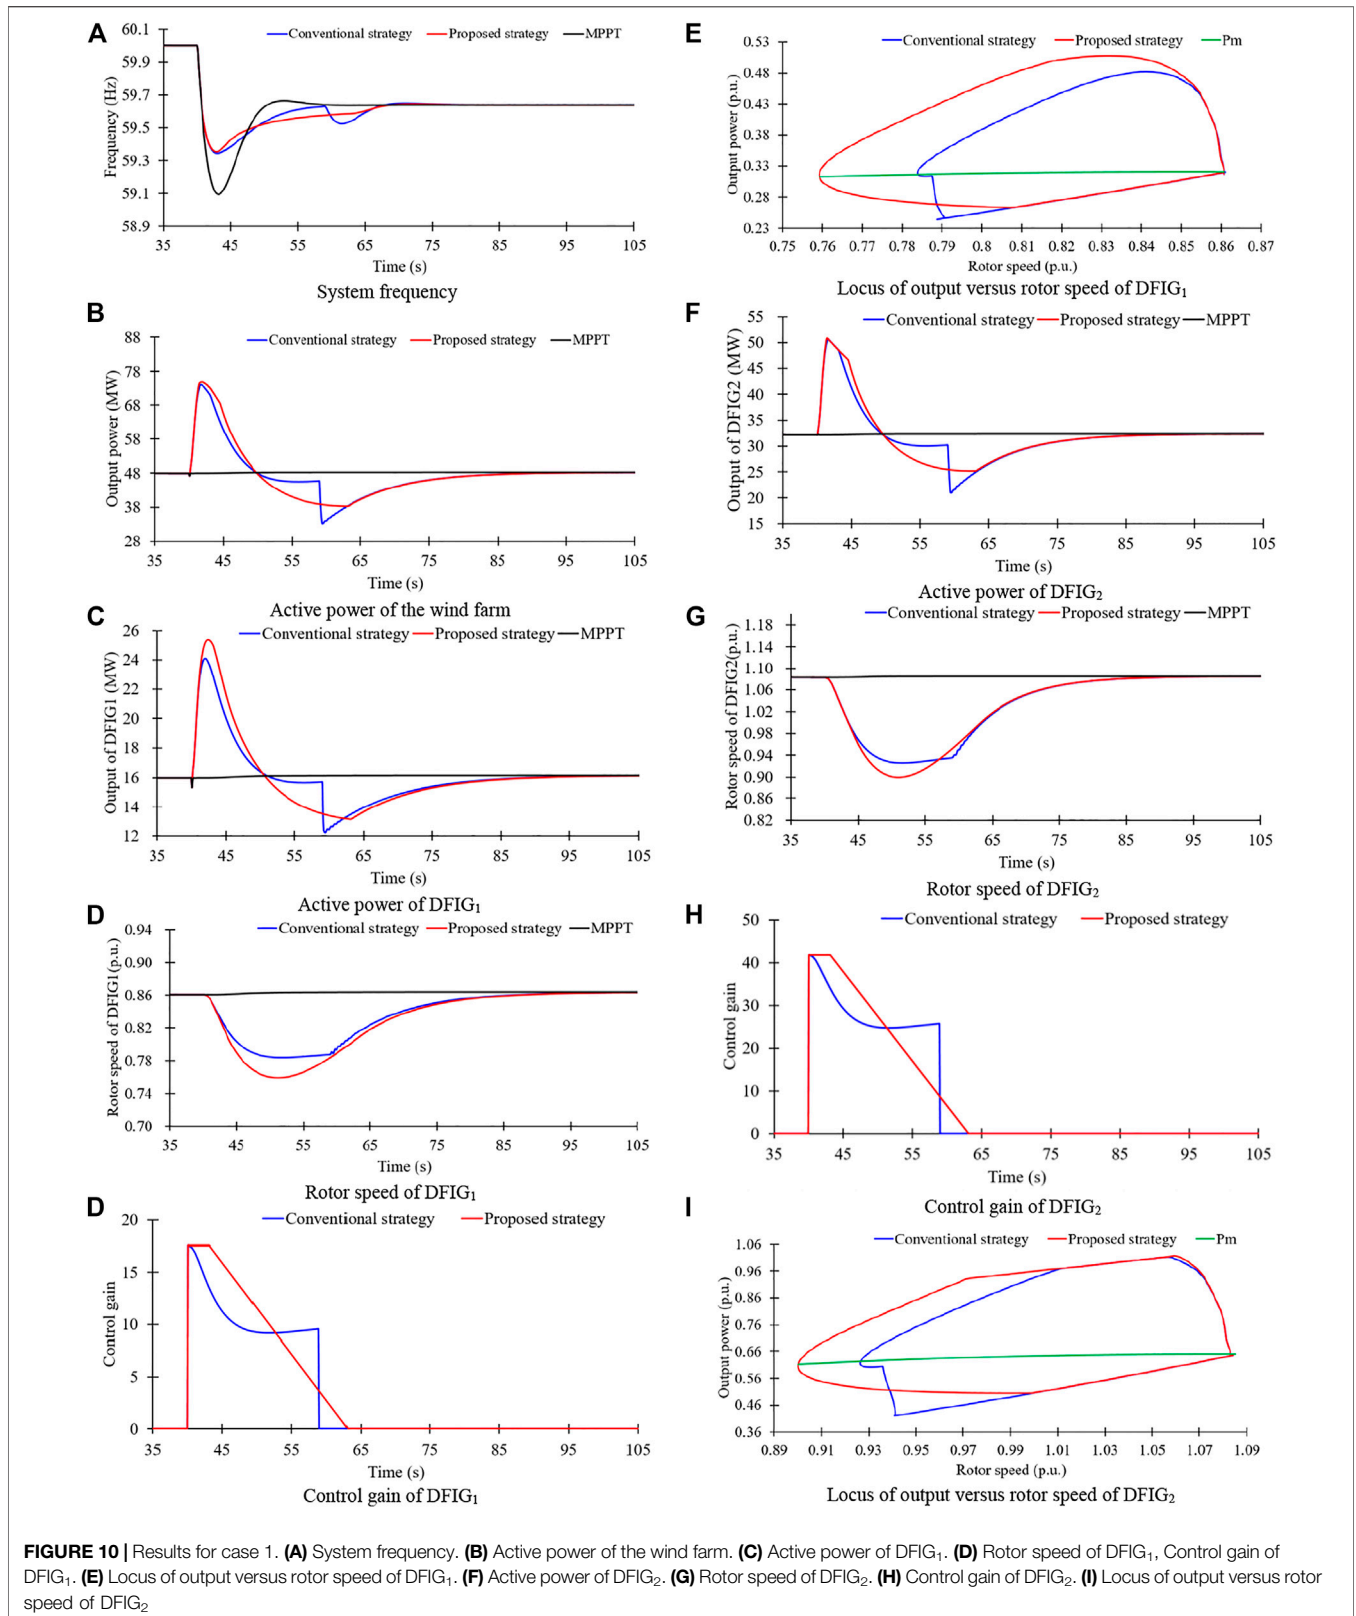 A
Conventional strategy Proposed strategy MPPT
Frequency (Hz)
60.1
59.9
59.7
59.5
59.3
59.1
58.9
35 45 55 65 75 85 95 105
Time (s)
System frequency
B
Conventional strategy Proposed strategy MPPT
Output power (MW)
88
78
68
58
48
38
28
35 45 55 65 75 85 95 105
Time (s)
Active power of the wind farm
C
Conventional strategy Proposed strategy MPPT
Output of DFIG1 (MW)
26
24
22
20
18
16
14
12
35 45 55 65 75 85 95 105
Time (s)
Active power of DFIG₁
D
Conventional strategy Proposed strategy MPPT
Rotor speed of DFIG1(p.u.)
0.94
0.90
0.86
0.82
0.78
0.74
0.70
35 45 55 65 75 85 95 105
Time (s)
Rotor speed of DFIG₁
D
Conventional strategy Proposed strategy
Control gain
20
15
10
5
0
35 45 55 65 75 85 95 105
Time (s)
Control gain of DFIG₁
E
Conventional strategy Proposed strategy Pm
Output power (p.u.)
0.53
0.48
0.43
0.38
0.33
0.28
0.23
0.75 0.76 0.77 0.78 0.79 0.8 0.81 0.82 0.83 0.84 0.85 0.86 0.87
Rotor speed (p.u.)
Locus of output versus rotor speed of DFIG₁
F
Conventional strategy Proposed strategy MPPT
Output of DFIG2 (MW)
55
50
45
40
35
30
25
20
15
35 45 55 65 75 85 95 105
Time (s)
Active power of DFIG₂
G
Conventional strategy Proposed strategy MPPT
Rotor speed of DFIG2(p.u.)
1.18
1.14
1.10
1.06
1.02
0.98
0.94
0.90
0.86
0.82
35 45 55 65 75 85 95 105
Time (s)
Rotor speed of DFIG₂
H
Conventional strategy Proposed strategy
Control gain
50
40
30
20
10
0
35 45 55 65 75 85 95 105
Time (s)
Control gain of DFIG₂
I
Conventional strategy Proposed strategy Pm
Output power (p.u.)
1.06
0.96
0.86
0.76
0.66
0.56
0.46
0.36
0.89 0.91 0.93 0.95 0.97 0.99 1.01 1.03 1.05 1.07 1.09
Rotor speed (p.u.)
Locus of output versus rotor speed of DFIG₂
FIGURE 10 | Results for case 1. (A) System frequency. (B) Active power of the wind farm. (C) Active power of DFIG₁. (D) Rotor speed of DFIG₁, Control gain of
DFIG₁. (E) Locus of output versus rotor speed of DFIG₁. (F) Active power of DFIG₂. (G) Rotor speed of DFIG₂. (H) Control gain of DFIG₂. (I) Locus of output versus rotor
speed of DFIG₂